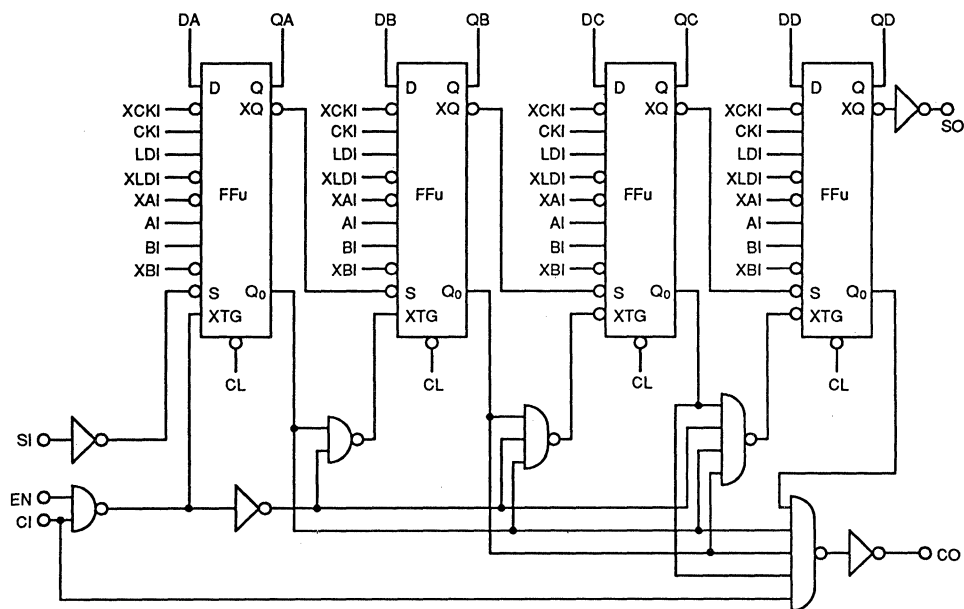 DA QA DB QB DC QC DD QD
D Q D Q D Q D Q
XCKI XQ XCKI XQ XCKI XQ XCKI XQ
SO
CKI CKI CKI CKI
LDI LDI LDI LDI
XLDI XLDI XLDI XLDI
FFu FFu FFu FFu
XAI XAI XAI XAI
AI AI AI AI
BI BI BI BI
XBI XBI XBI XBI
S Q0 S Q0 S Q0 S Q0
XTG XTG XTG XTG
CL CL CL CL
SI
EN
CI
CO